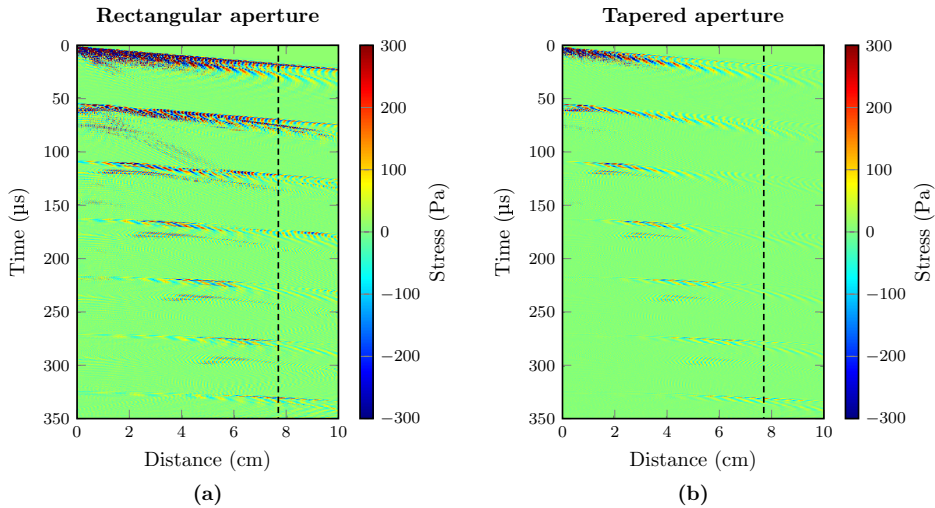 Rectangular aperture
0
50
100
150
200
250
300
350
Time (µs)
0 2 4 6 8 10
Distance (cm)
300
200
100
0
−100
−200
−300
Stress (Pa)
(a)
Tapered aperture
0
50
100
150
200
250
300
350
Time (µs)
0 2 4 6 8 10
Distance (cm)
300
200
100
0
−100
−200
−300
Stress (Pa)
(b)